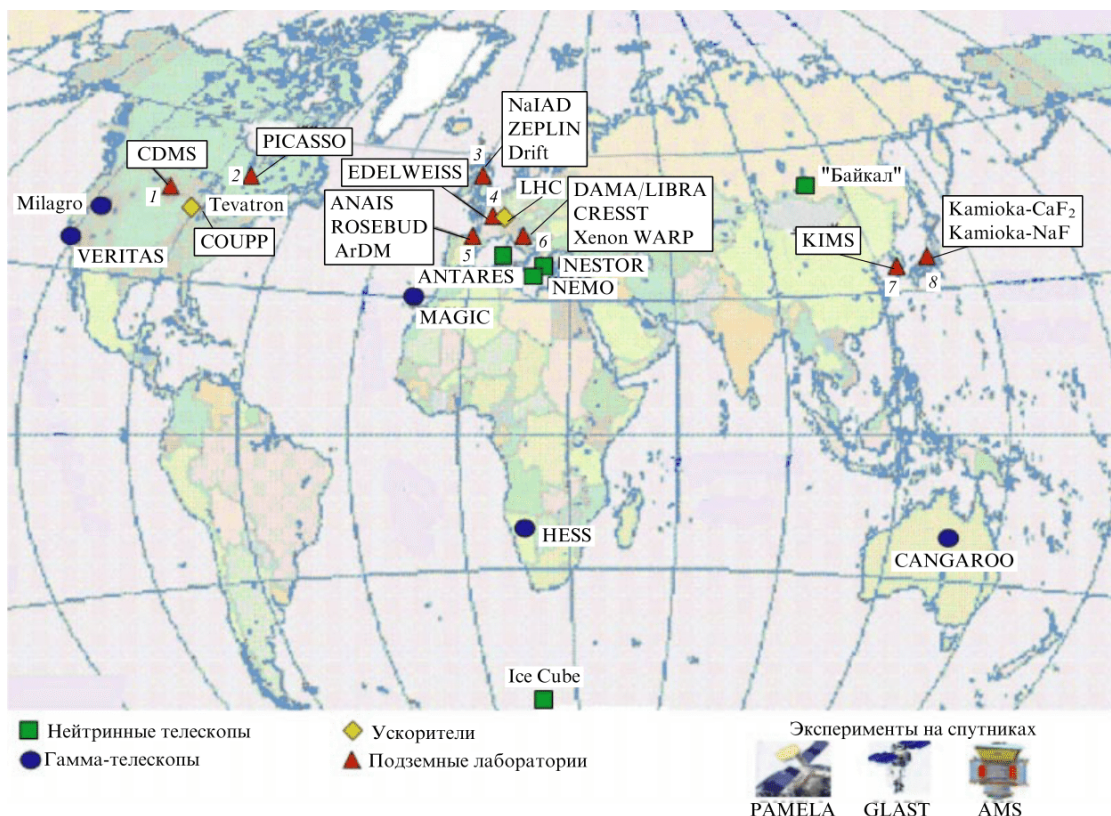 NaIAD
ZEPLIN
Drift
3
PICASSO
2
CDMS
1
EDELWEISS
4
LHC
"Байкал"
Milagro
Tevatron
ANAIS
ROSEBUD
ArDM
5
DAMA/LIBRA
CRESST
Xenon WARP
6
Kamioka-CaF₂
Kamioka-NaF
8
KIMS
7
COUPP
VERITAS
ANTARES
NESTOR
NEMO
MAGIC
HESS
CANGAROO
Ice Cube
Нейтринные телескопы
Гамма-телескопы
Ускорители
Подземные лаборатории
Эксперименты на спутниках
PAMELA
GLAST
AMS